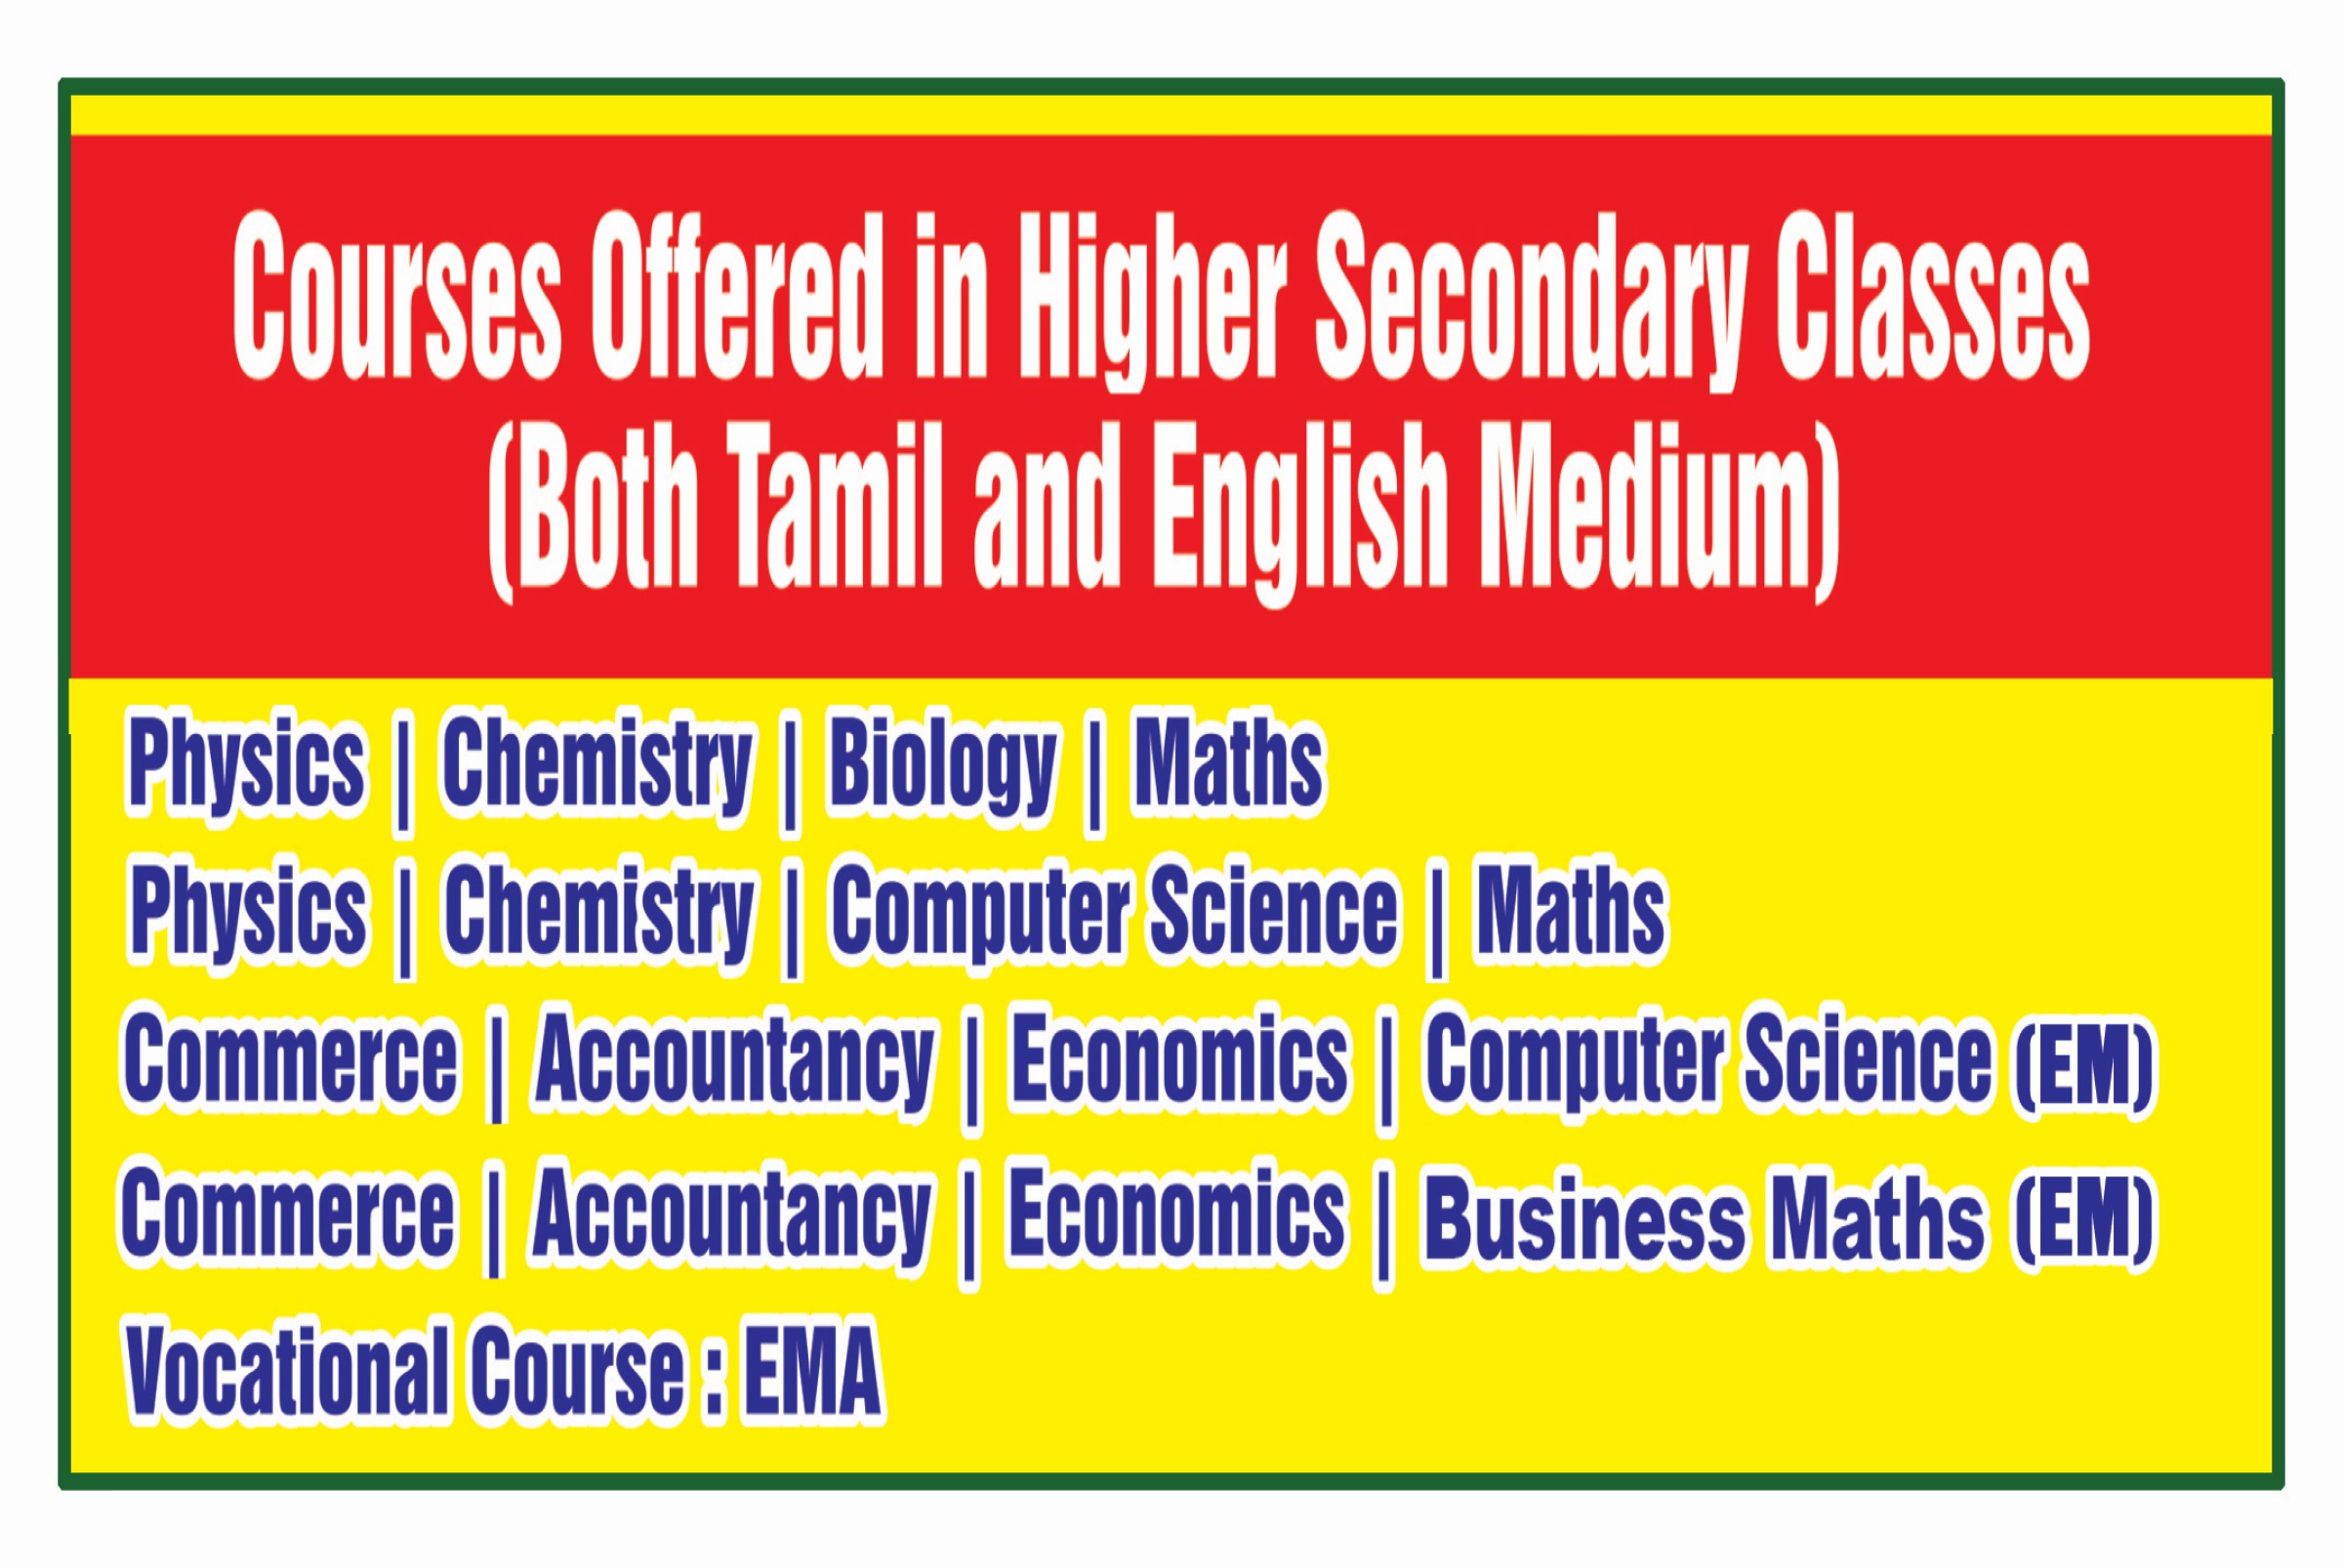 Courses Offered in Higher Secondary Classes
(Both Tamil and English Medium)
Physics | Chemistry | Biology | Maths
Physics | Chemistry | Computer Science | Maths
Commerce | Accountancy | Economics | Computer Science (EM)
Commerce | Accountancy | Economics | Business Maths (EM)
Vocational Course : EMA